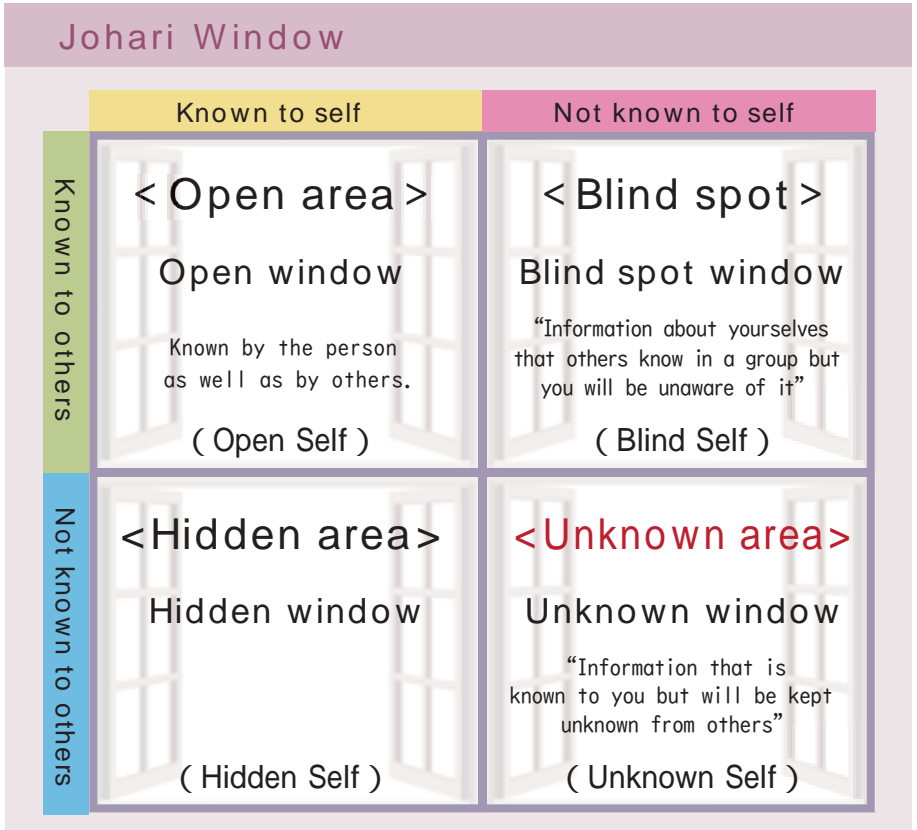 Johari Window
Known to self
Not known to self
Known to others
<Open area>
Open window
Known by the person
as well as by others.
( Open Self )
<Blind spot>
Blind spot window
“Information about yourselves
that others know in a group but
you will be unaware of it”
( Blind Self )
Not known to others
<Hidden area>
Hidden window
( Hidden Self )
<Unknown area>
Unknown window
“Information that is
known to you but will be kept
unknown from others”
( Unknown Self )